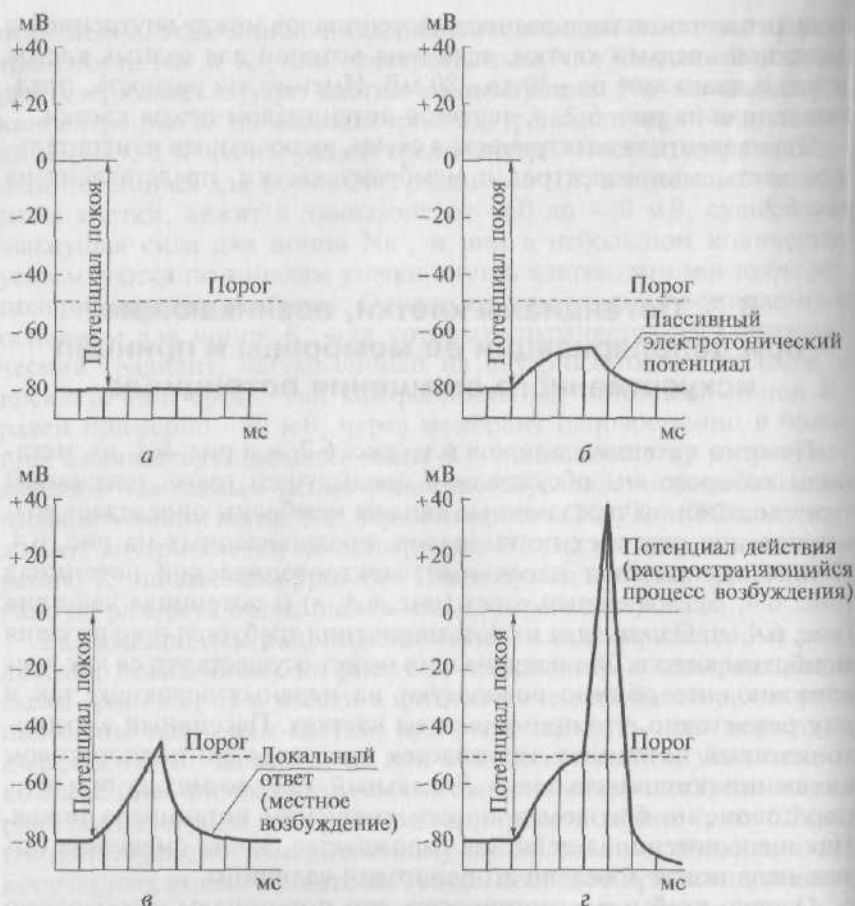 мВ
+40
+20
0
−20
−40
−60
−80
Потенциал покоя
Порог
мс
а
мВ
+40
+20
0
−20
−40
−60
−80
Потенциал покоя
Порог
Пассивный
электротонический
потенциал
мс
б
мВ
+40
+20
0
−20
−40
−60
−80
Потенциал покоя
Порог
Локальный
ответ
(местное
возбуждение)
мс
в
мВ
+40
+20
0
−20
−40
−60
−80
Потенциал покоя
Потенциал действия
(распространяющийся
процесс возбуждения)
Порог
мс
г